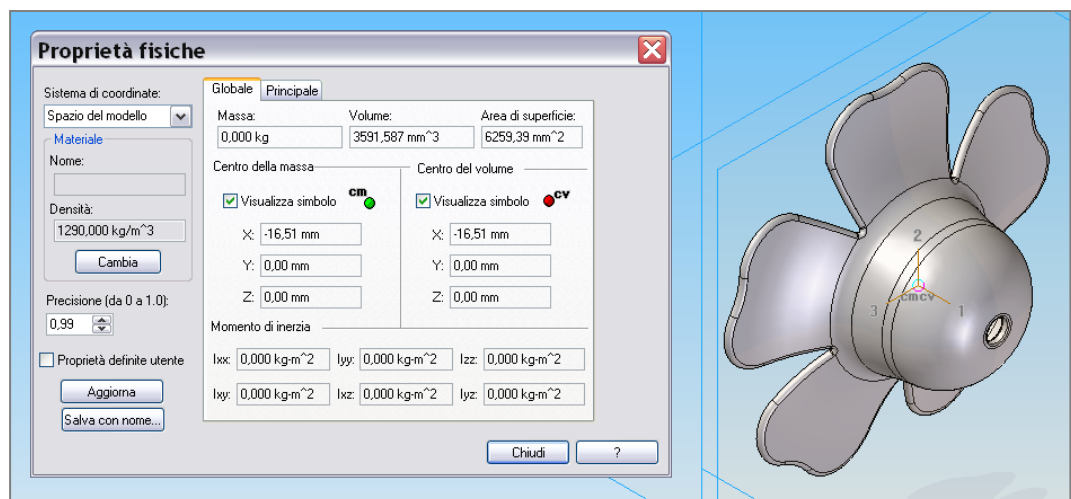 Proprietà fisiche
Sistema di coordinate:
Spazio del modello
Materiale
Nome:
Densità:
1290,000 kg/m^3
Cambia
Precisione (da 0 a 1.0):
0,99
Proprietà definite utente
Aggiorna
Salva con nome...
Globale Principale
Massa: Volume: Area di superficie:
0,000 kg 3591,587 mm^3 6259,39 mm^2
Centro della massa Centro del volume
Visualizza simbolo cm Visualizza simbolo cv
X: -16,51 mm X: -16,51 mm
Y: 0,00 mm Y: 0,00 mm
Z: 0,00 mm Z: 0,00 mm
Momento di inerzia
Ixx: 0,000 kg-m^2 Iyy: 0,000 kg-m^2 Izz: 0,000 kg-m^2
Ixy: 0,000 kg-m^2 Ixz: 0,000 kg-m^2 Iyz: 0,000 kg-m^2
Chiudi ?
2
cmcv
3 1